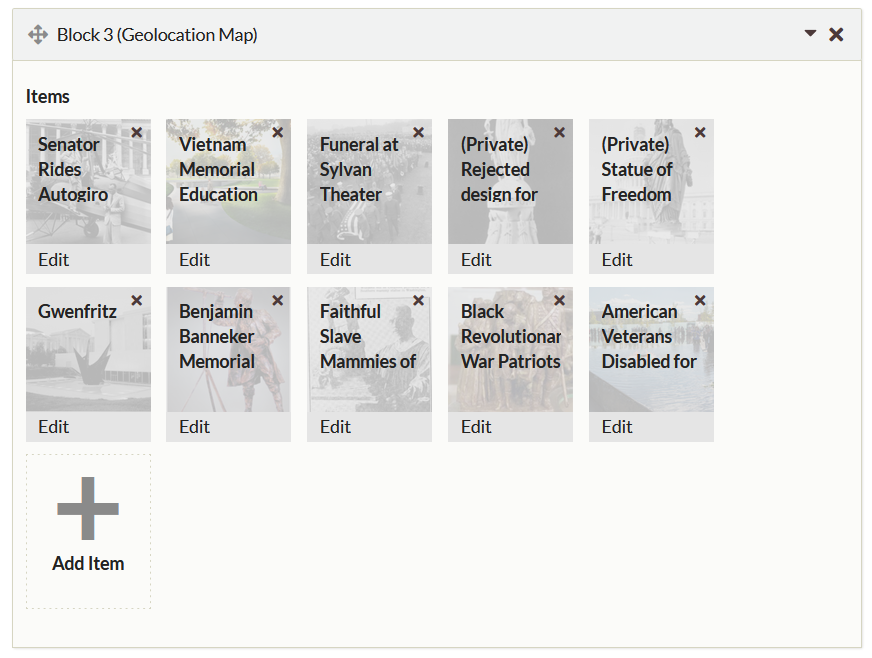 Block 3 (Geolocation Map)
Items
Senator
Rides
Autogiro
Edit
Vietnam
Memorial
Education
Edit
Funeral at
Sylvan
Theater
Edit
(Private)
Rejected
design for
Edit
(Private)
Statue of
Freedom
Edit
Gwenfritz
Edit
Benjamin
Banneker
Memorial
Edit
Faithful
Slave
Mammies of
Edit
Black
Revolutionar
War Patriots
Edit
American
Veterans
Disabled for
Edit
Add Item